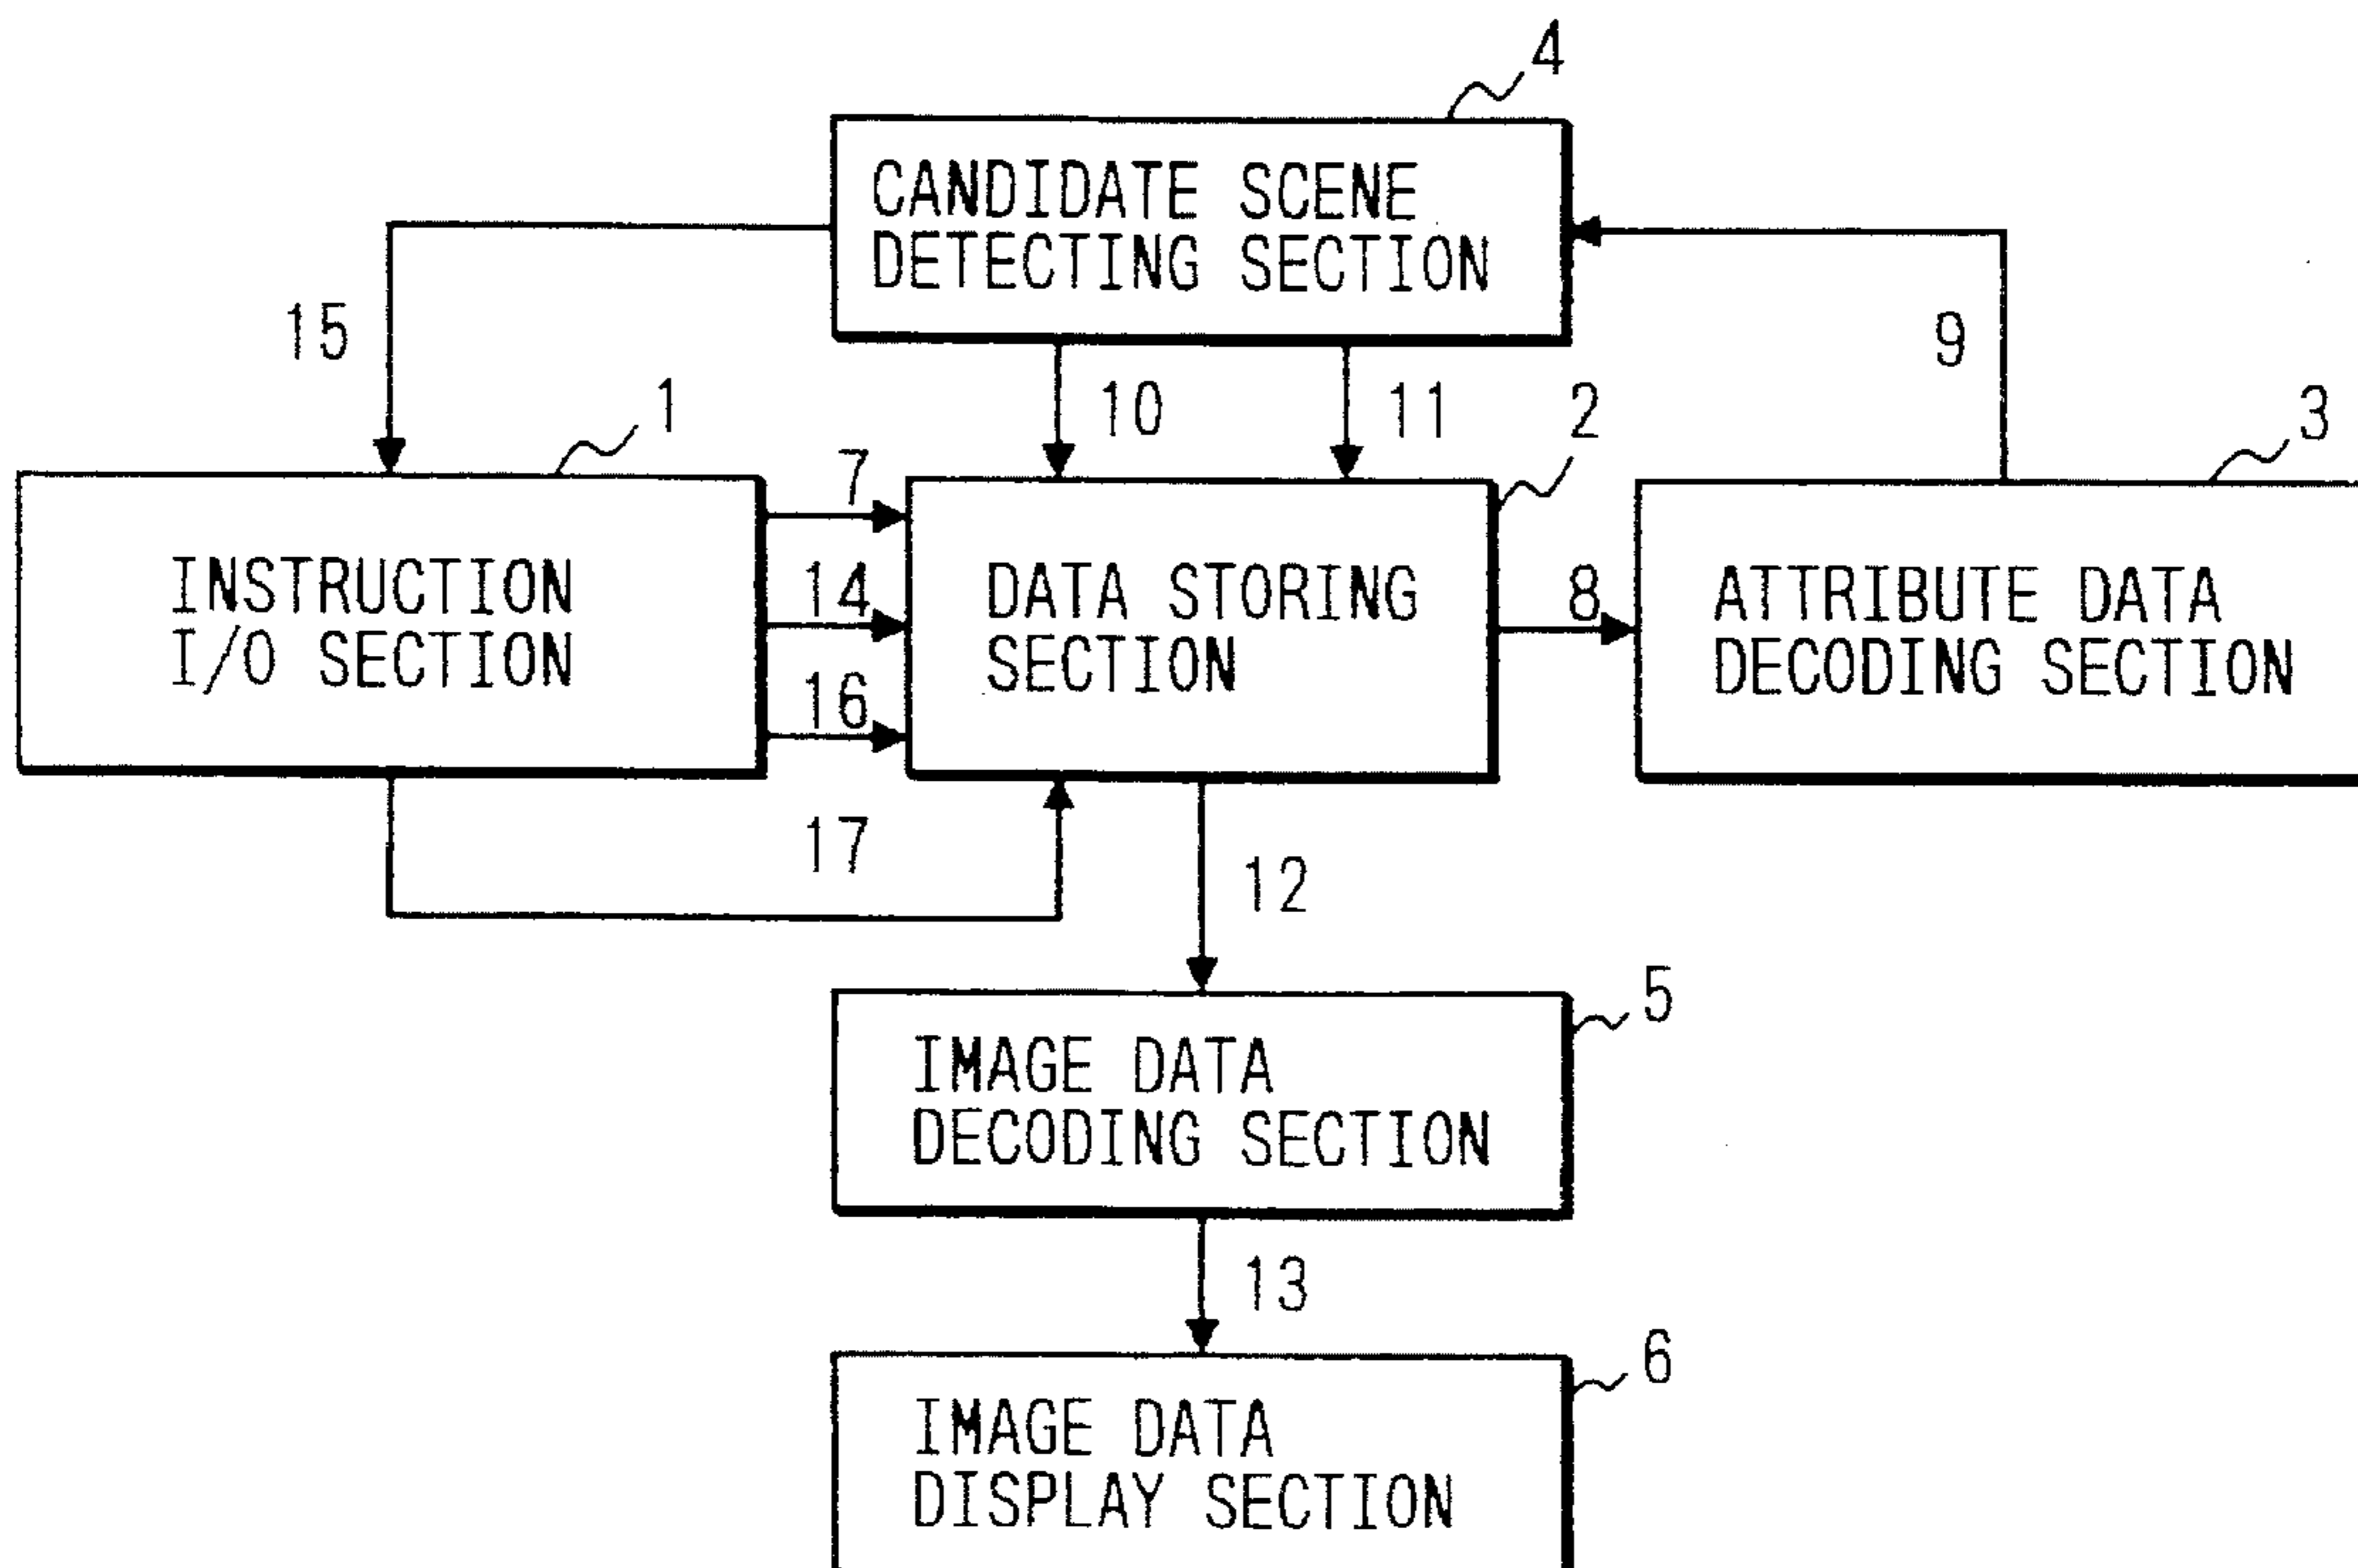 4
CANDIDATE SCENE
DETECTING SECTION
15
9
10
11
1
2
3
7
INSTRUCTION
I/O SECTION
14
16
DATA STORING
SECTION
8
ATTRIBUTE DATA
DECODING SECTION
17
12
5
IMAGE DATA
DECODING SECTION
13
6
IMAGE DATA
DISPLAY SECTION